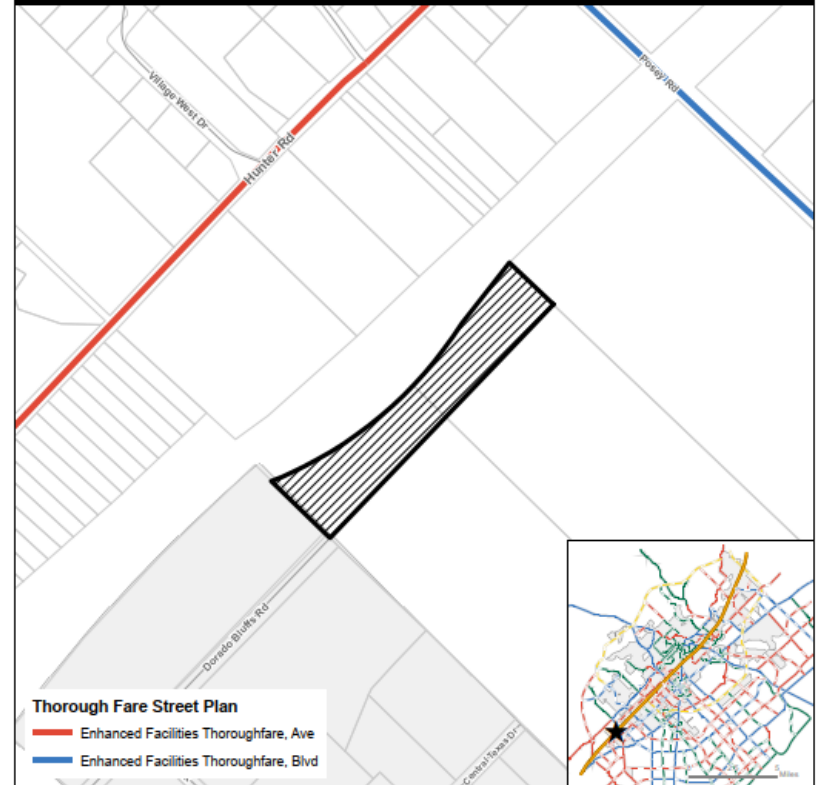 Village West Dr
Posey Rd
Hunter Rd
Dorado Bluffs Rd
Central Texas Dr
Thorough Fare Street Plan
Enhanced Facilities Thoroughfare, Ave
Enhanced Facilities Thoroughfare, Blvd
Miles